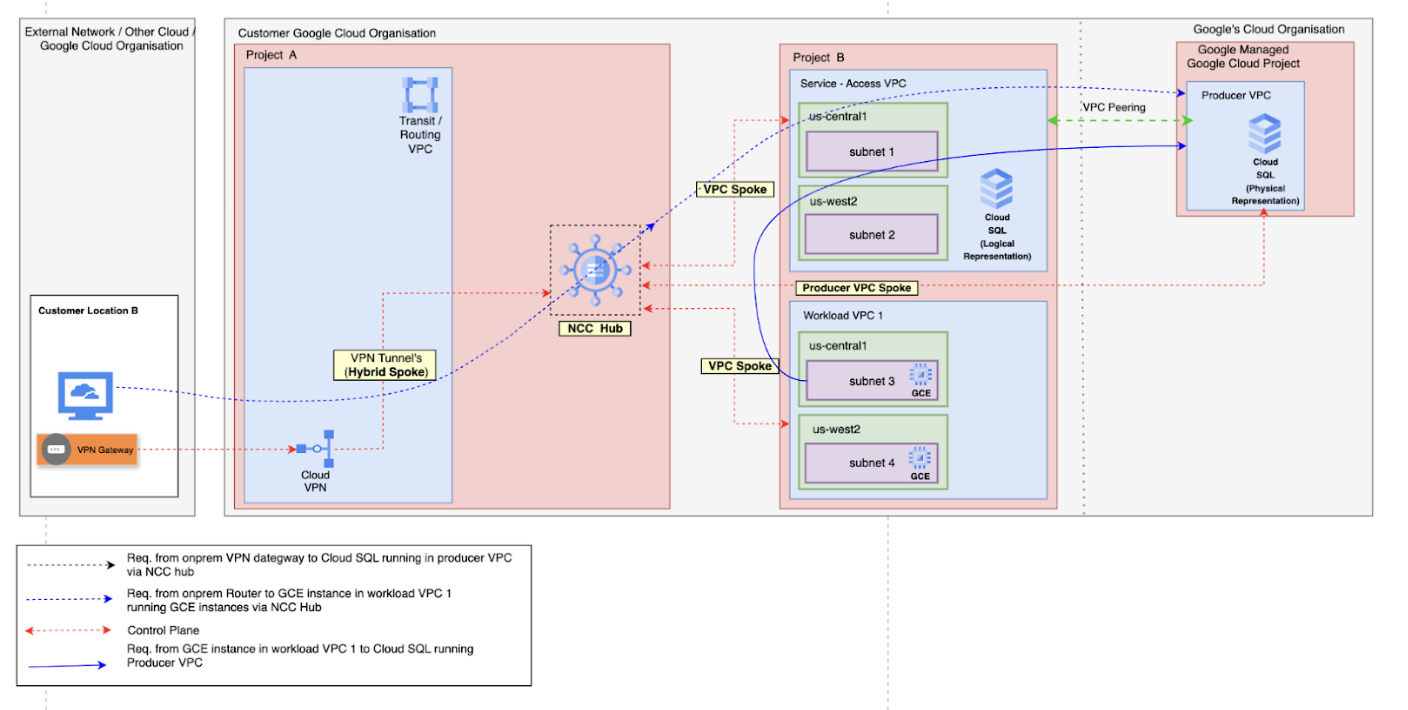 External Network / Other Cloud /
Google Cloud Organisation
Customer Location B
VPN Gateway
Customer Google Cloud Organisation
Project A
Transit /
Routing
VPC
VPN Tunnel's
(Hybrid Spoke)
Cloud
VPN
NCC Hub
VPC Spoke
Producer VPC Spoke
VPC Spoke
Project B
Service - Access VPC
us-central1
subnet 1
us-west2
subnet 2
Cloud
SQL
(Logical
Representation)
Workload VPC 1
us-central1
subnet 3
GCE
us-west2
subnet 4
GCE
VPC Peering
Google's Cloud Organisation
Google Managed
Google Cloud Project
Producer VPC
Cloud
SQL
(Physical
Representation)
Req. from onprem VPN dategway to Cloud SQL running in producer VPC
via NCC hub
Req. from onprem Router to GCE instance in workload VPC 1
running GCE instances via NCC Hub
Control Plane
Req. from GCE instance in workload VPC 1 to Cloud SQL running
Producer VPC